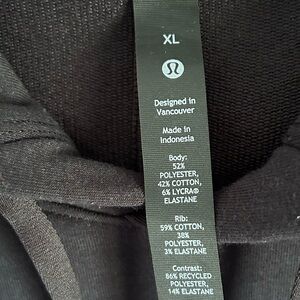 XL
Designed in
Vancouver
Made in
Indonesia
Body:
52%
POLYESTER,
42% COTTON,
6% LYCRA®
ELASTANE
Rib:
59% COTTON,
38%
POLYESTER,
3% ELASTANE
Contrast:
86% RECYCLED
POLYESTER,
14% ELASTANE